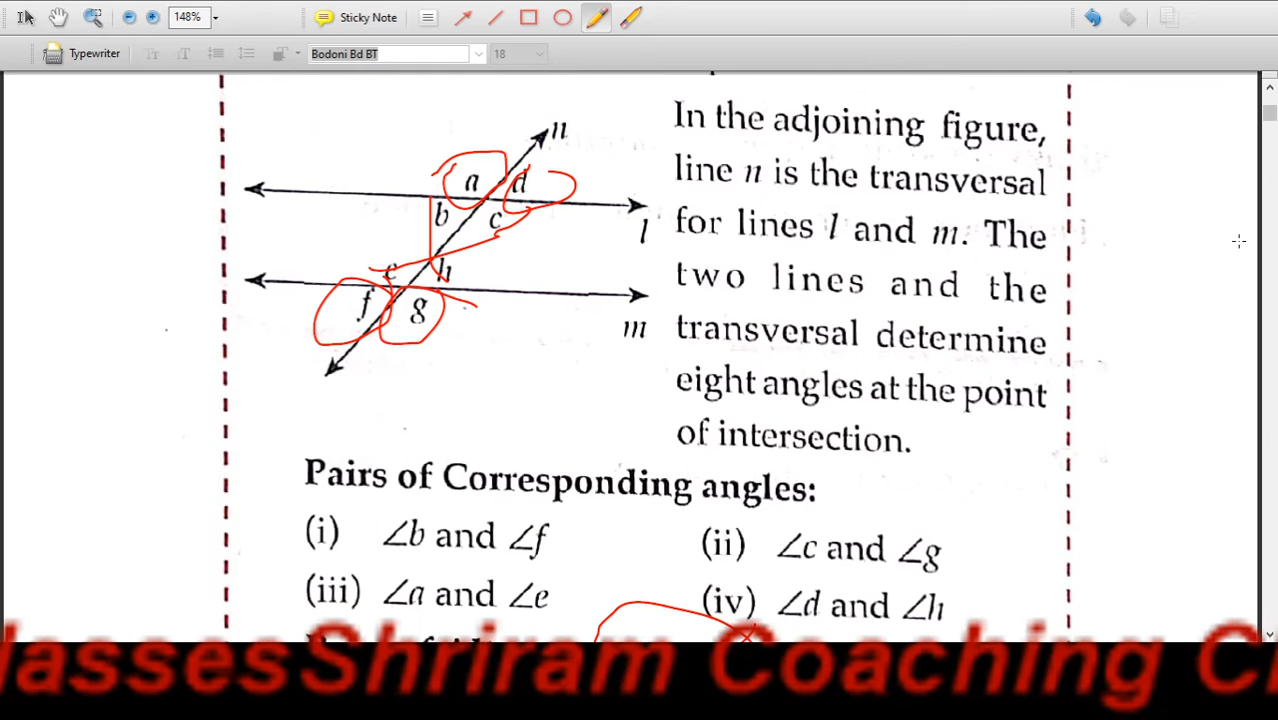 148%
Sticky Note
Typewriter
Bodoni Bd BT
18
n
a
d
b
c
l
e
h
f
g
m
In the adjoining figure,
line n is the transversal
for lines l and m. The
two lines and the
transversal determine
eight angles at the point
of intersection.
Pairs of Corresponding angles:
(i) ∠b and ∠f (ii) ∠c and ∠g
(iii) ∠a and ∠e (iv) ∠d and ∠h
lassesShriram Coaching C